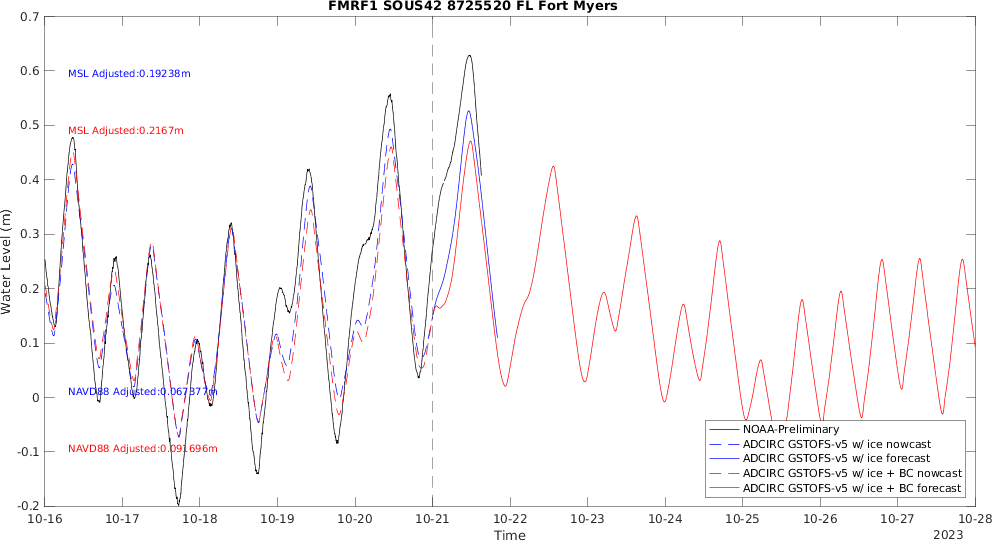 FMRF1 SOUS42 8725520 FL Fort Myers
0.7
0.6
0.5
0.4
0.3
0.2
0.1
0
-0.1
-0.2
Water Level (m)
MSL Adjusted:0.19238m
MSL Adjusted:0.2167m
NAVD88 Adjusted:0.067377m
NAVD88 Adjusted:0.091696m
NOAA-Preliminary
ADCIRC GSTOFS-v5 w/ ice nowcast
ADCIRC GSTOFS-v5 w/ ice forecast
ADCIRC GSTOFS-v5 w/ ice + BC nowcast
ADCIRC GSTOFS-v5 w/ ice + BC forecast
10-16 10-17 10-18 10-19 10-20 10-21 10-22 10-23 10-24 10-25 10-26 10-27 10-28
Time
2023